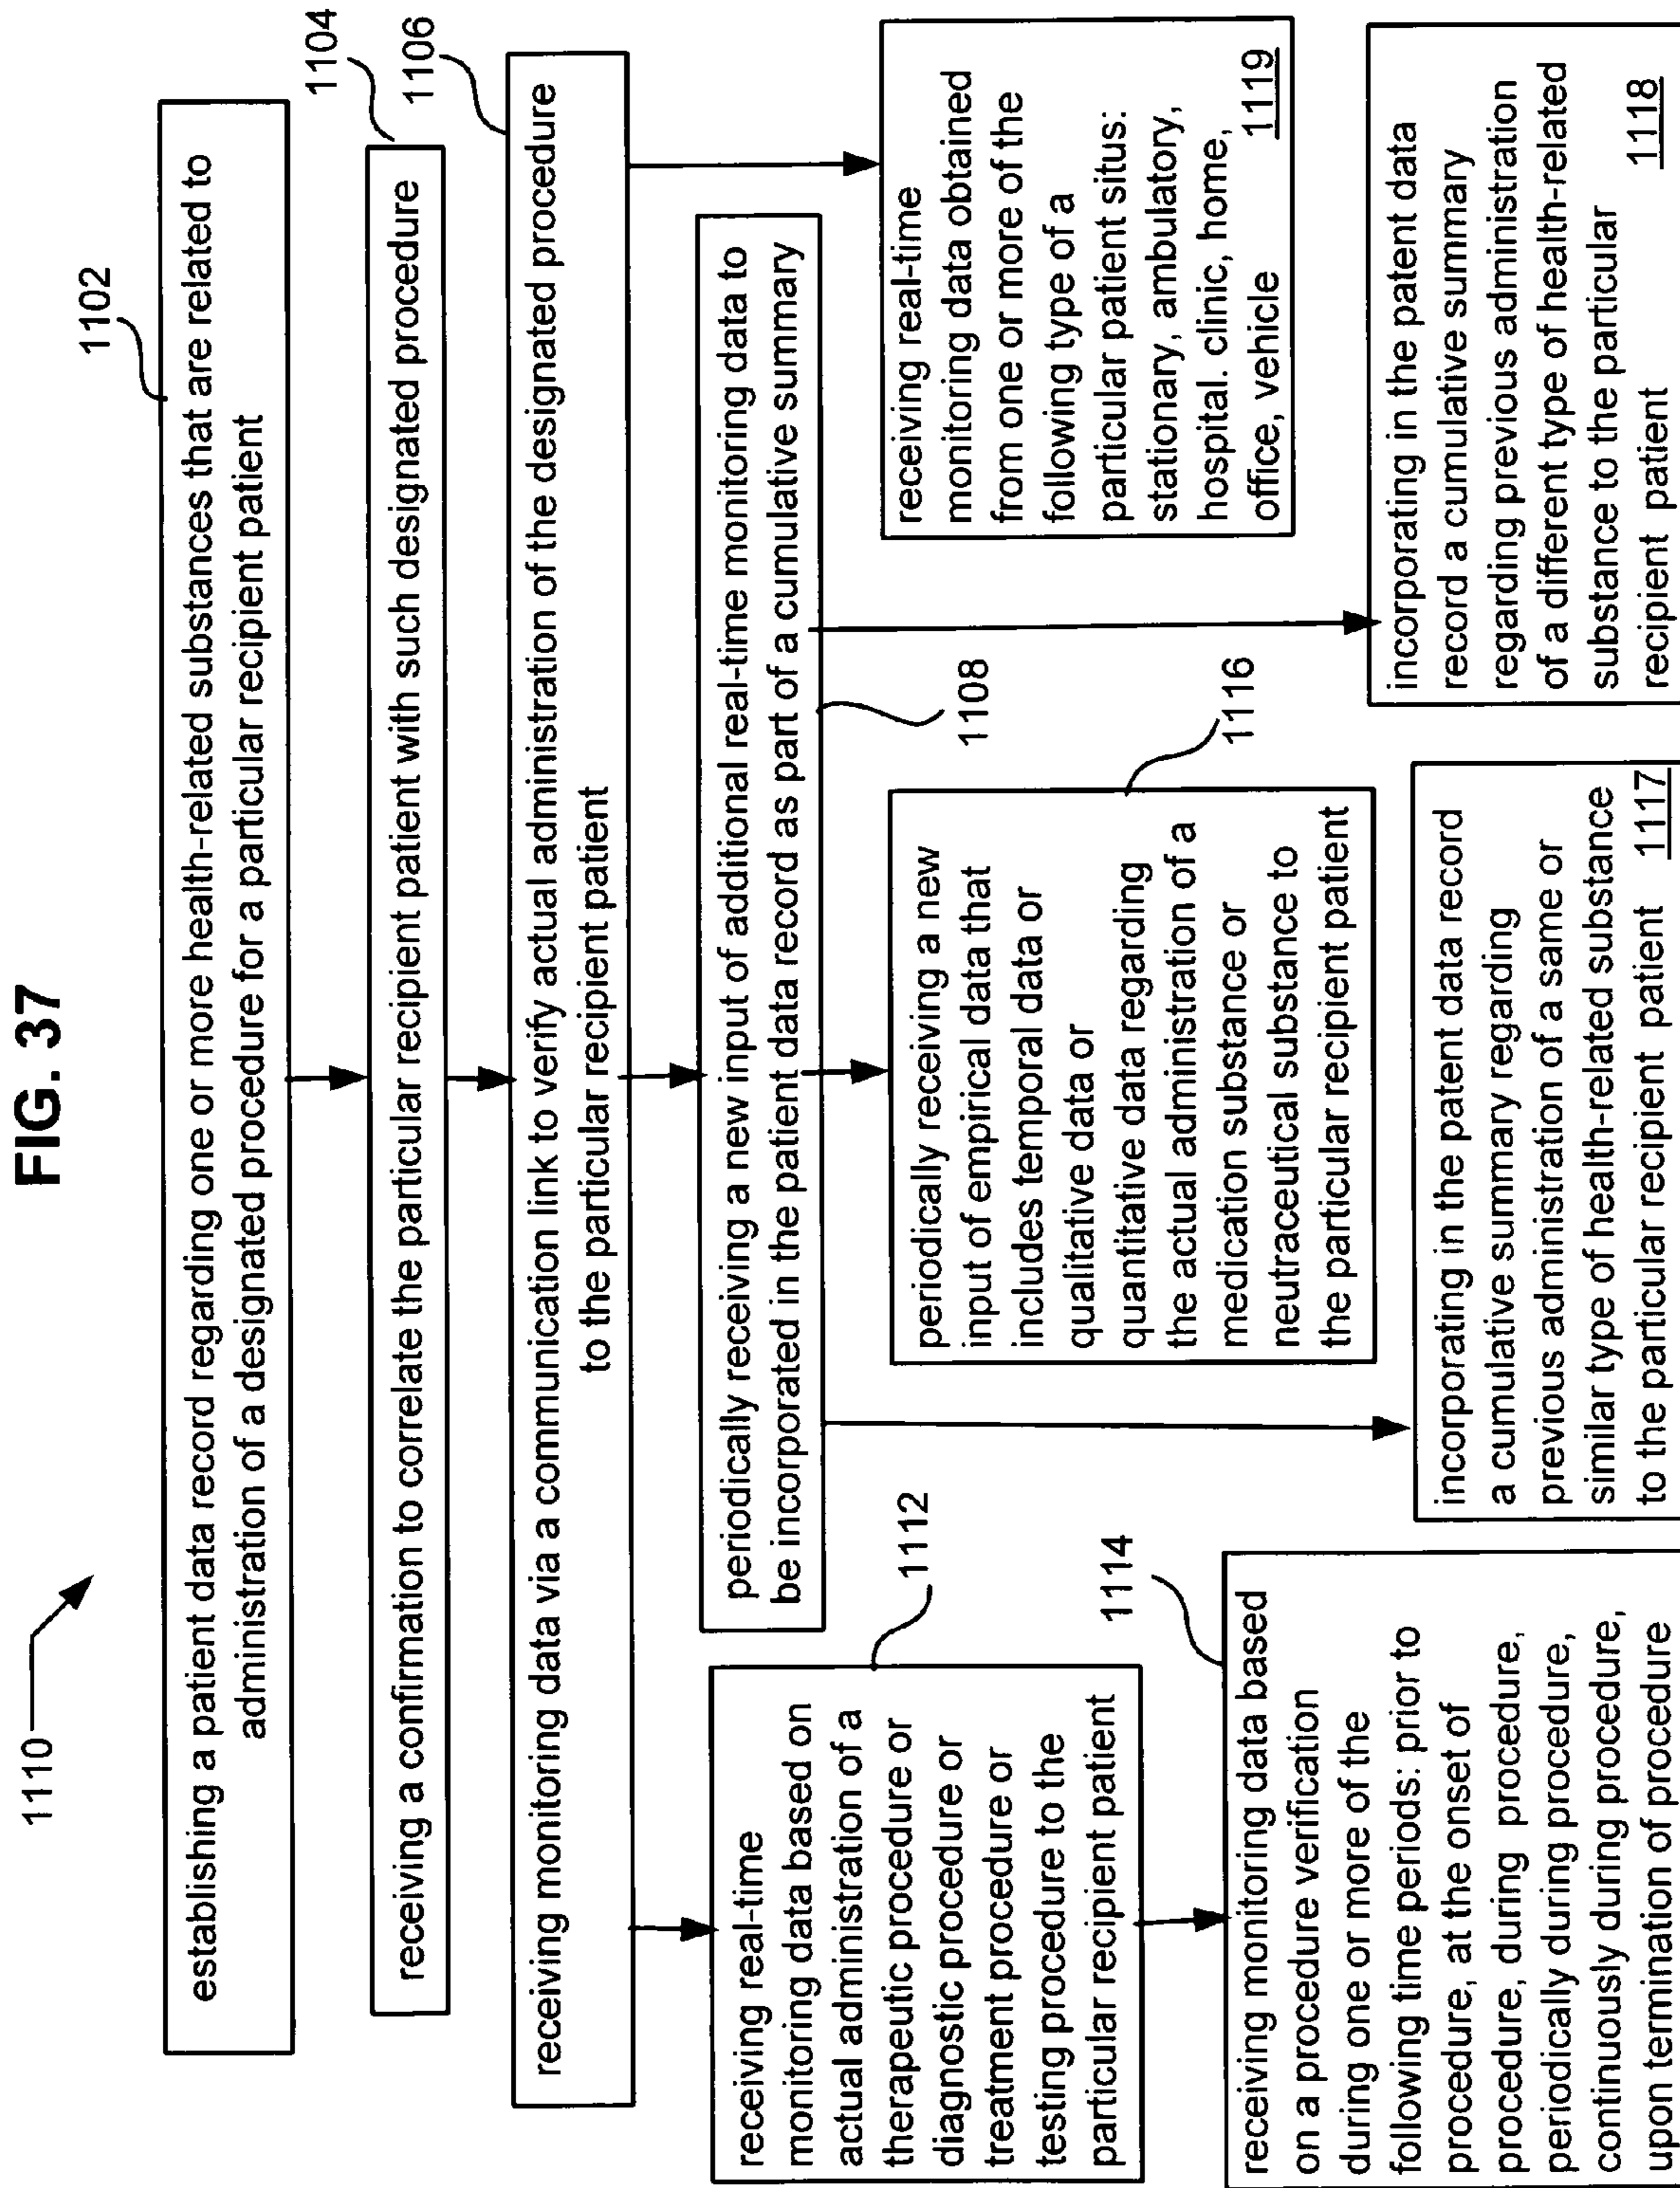 FIG. 37
1110
1102
establishing a patient data record regarding one or more health-related substances that are related to
administration of a designated procedure for a particular recipient patient
1104
receiving a confirmation to correlate the particular recipient patient with such designated procedure
1106
receiving monitoring data via a communication link to verify actual administration of the designated procedure
to the particular recipient patient
periodically receiving a new input of additional real-time monitoring data to
be incorporated in the patient data record as part of a cumulative summary
1108
receiving real-time
monitoring data based on
actual administration of a
therapeutic procedure or
diagnostic procedure or
treatment procedure or
testing procedure to the
particular recipient patient
1112
receiving monitoring data based
on a procedure verification
during one or more of the
following time periods: prior to
procedure, at the onset of
procedure, during procedure,
periodically during procedure,
continuously during procedure,
upon termination of procedure
1114
periodically receiving a new
input of empirical data that
includes temporal data or
qualitative data or
quantitative data regarding
the actual administration of a
medication substance or
neutraceutical substance to
the particular recipient patient
1116
incorporating in the patent data record
a cumulative summary regarding
previous administration of a same or
similar type of health-related substance
to the particular recipient patient 1117
receiving real-time
monitoring data obtained
from one or more of the
following type of a
particular patient situs:
stationary, ambulatory,
hospital. clinic, home,
office, vehicle 1119
incorporating in the patent data
record a cumulative summary
regarding previous administration
of a different type of health-related
substance to the particular
recipient patient 1118